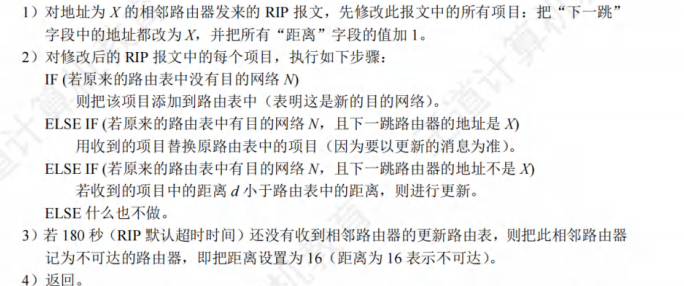 1）对地址为 X 的相邻路由器发来的 RIP 报文，先修改此报文中的所有项目：把“下一跳”
字段中的地址都改为 X，并把所有“距离”字段的值加 1。
2）对修改后的 RIP 报文中的每个项目，执行如下步骤：
IF (若原来的路由表中没有目的网络 N)
则把该项目添加到路由表中（表明这是新的目的网络）。
ELSE IF (若原来的路由表中有目的网络 N，且下一跳路由器的地址是 X)
用收到的项目替换原路由表中的项目（因为要以更新的消息为准）。
ELSE IF (若原来的路由表中有目的网络 N，且下一跳路由器的地址不是 X)
若收到的项目中的距离 d 小于路由表中的距离，则进行更新。
ELSE 什么也不做。
3）若 180 秒（RIP 默认超时时间）还没有收到相邻路由器的更新路由表，则把此相邻路由器
记为不可达的路由器，即把距离设置为 16（距离为 16 表示不可达）。
4）返回。